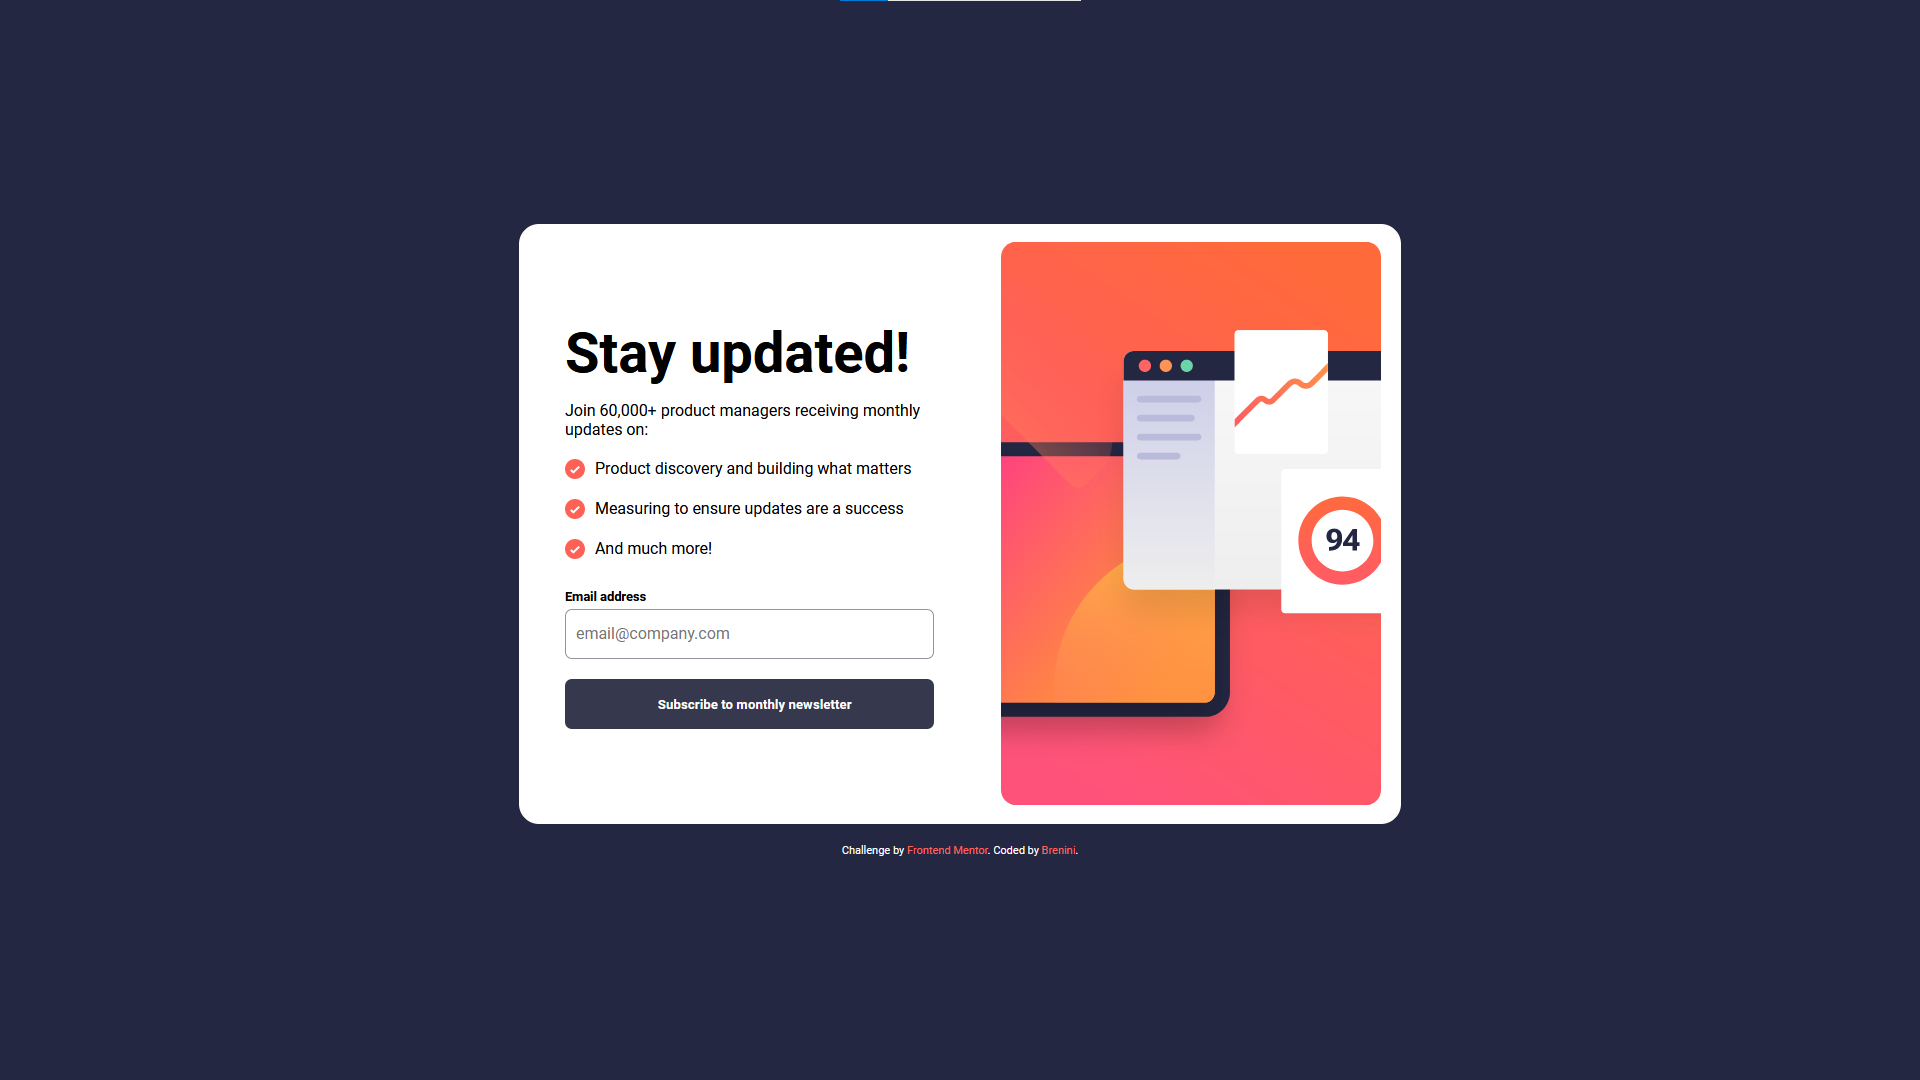 Stay updated!
Join 60,000+ product managers receiving monthly
updates on:
Product discovery and building what matters
Measuring to ensure updates are a success
And much more!
Email address
email@company.com
Subscribe to monthly newsletter
94
Challenge by Frontend Mentor. Coded by Brenini.